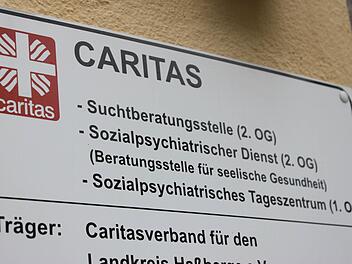 CARITAS
caritas
- Suchtberatungsstelle (2. OG)
- Sozialpsychiatrischer Dienst (2. OG)
(Beratungsstelle für seelische Gesundheit)
- Sozialpsychiatrisches Tageszentrum (1. O
Träger: Caritasverband für den
Landkreis Haßberge e.V.